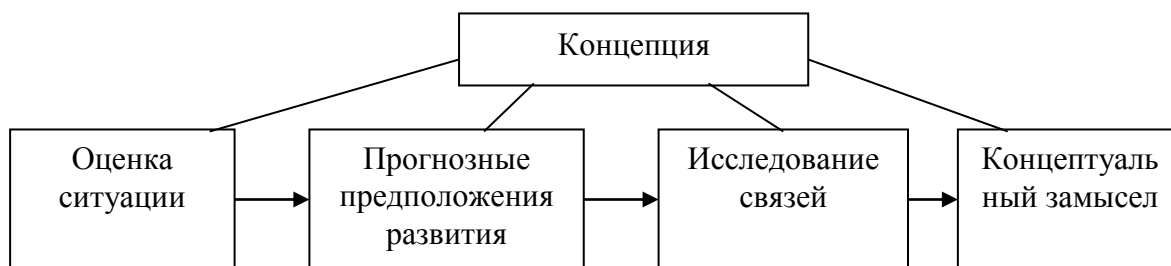 Концепция
Оценка
ситуации
Прогнозные
предположения
развития
Исследование
связей
Концептуаль
ный замысел